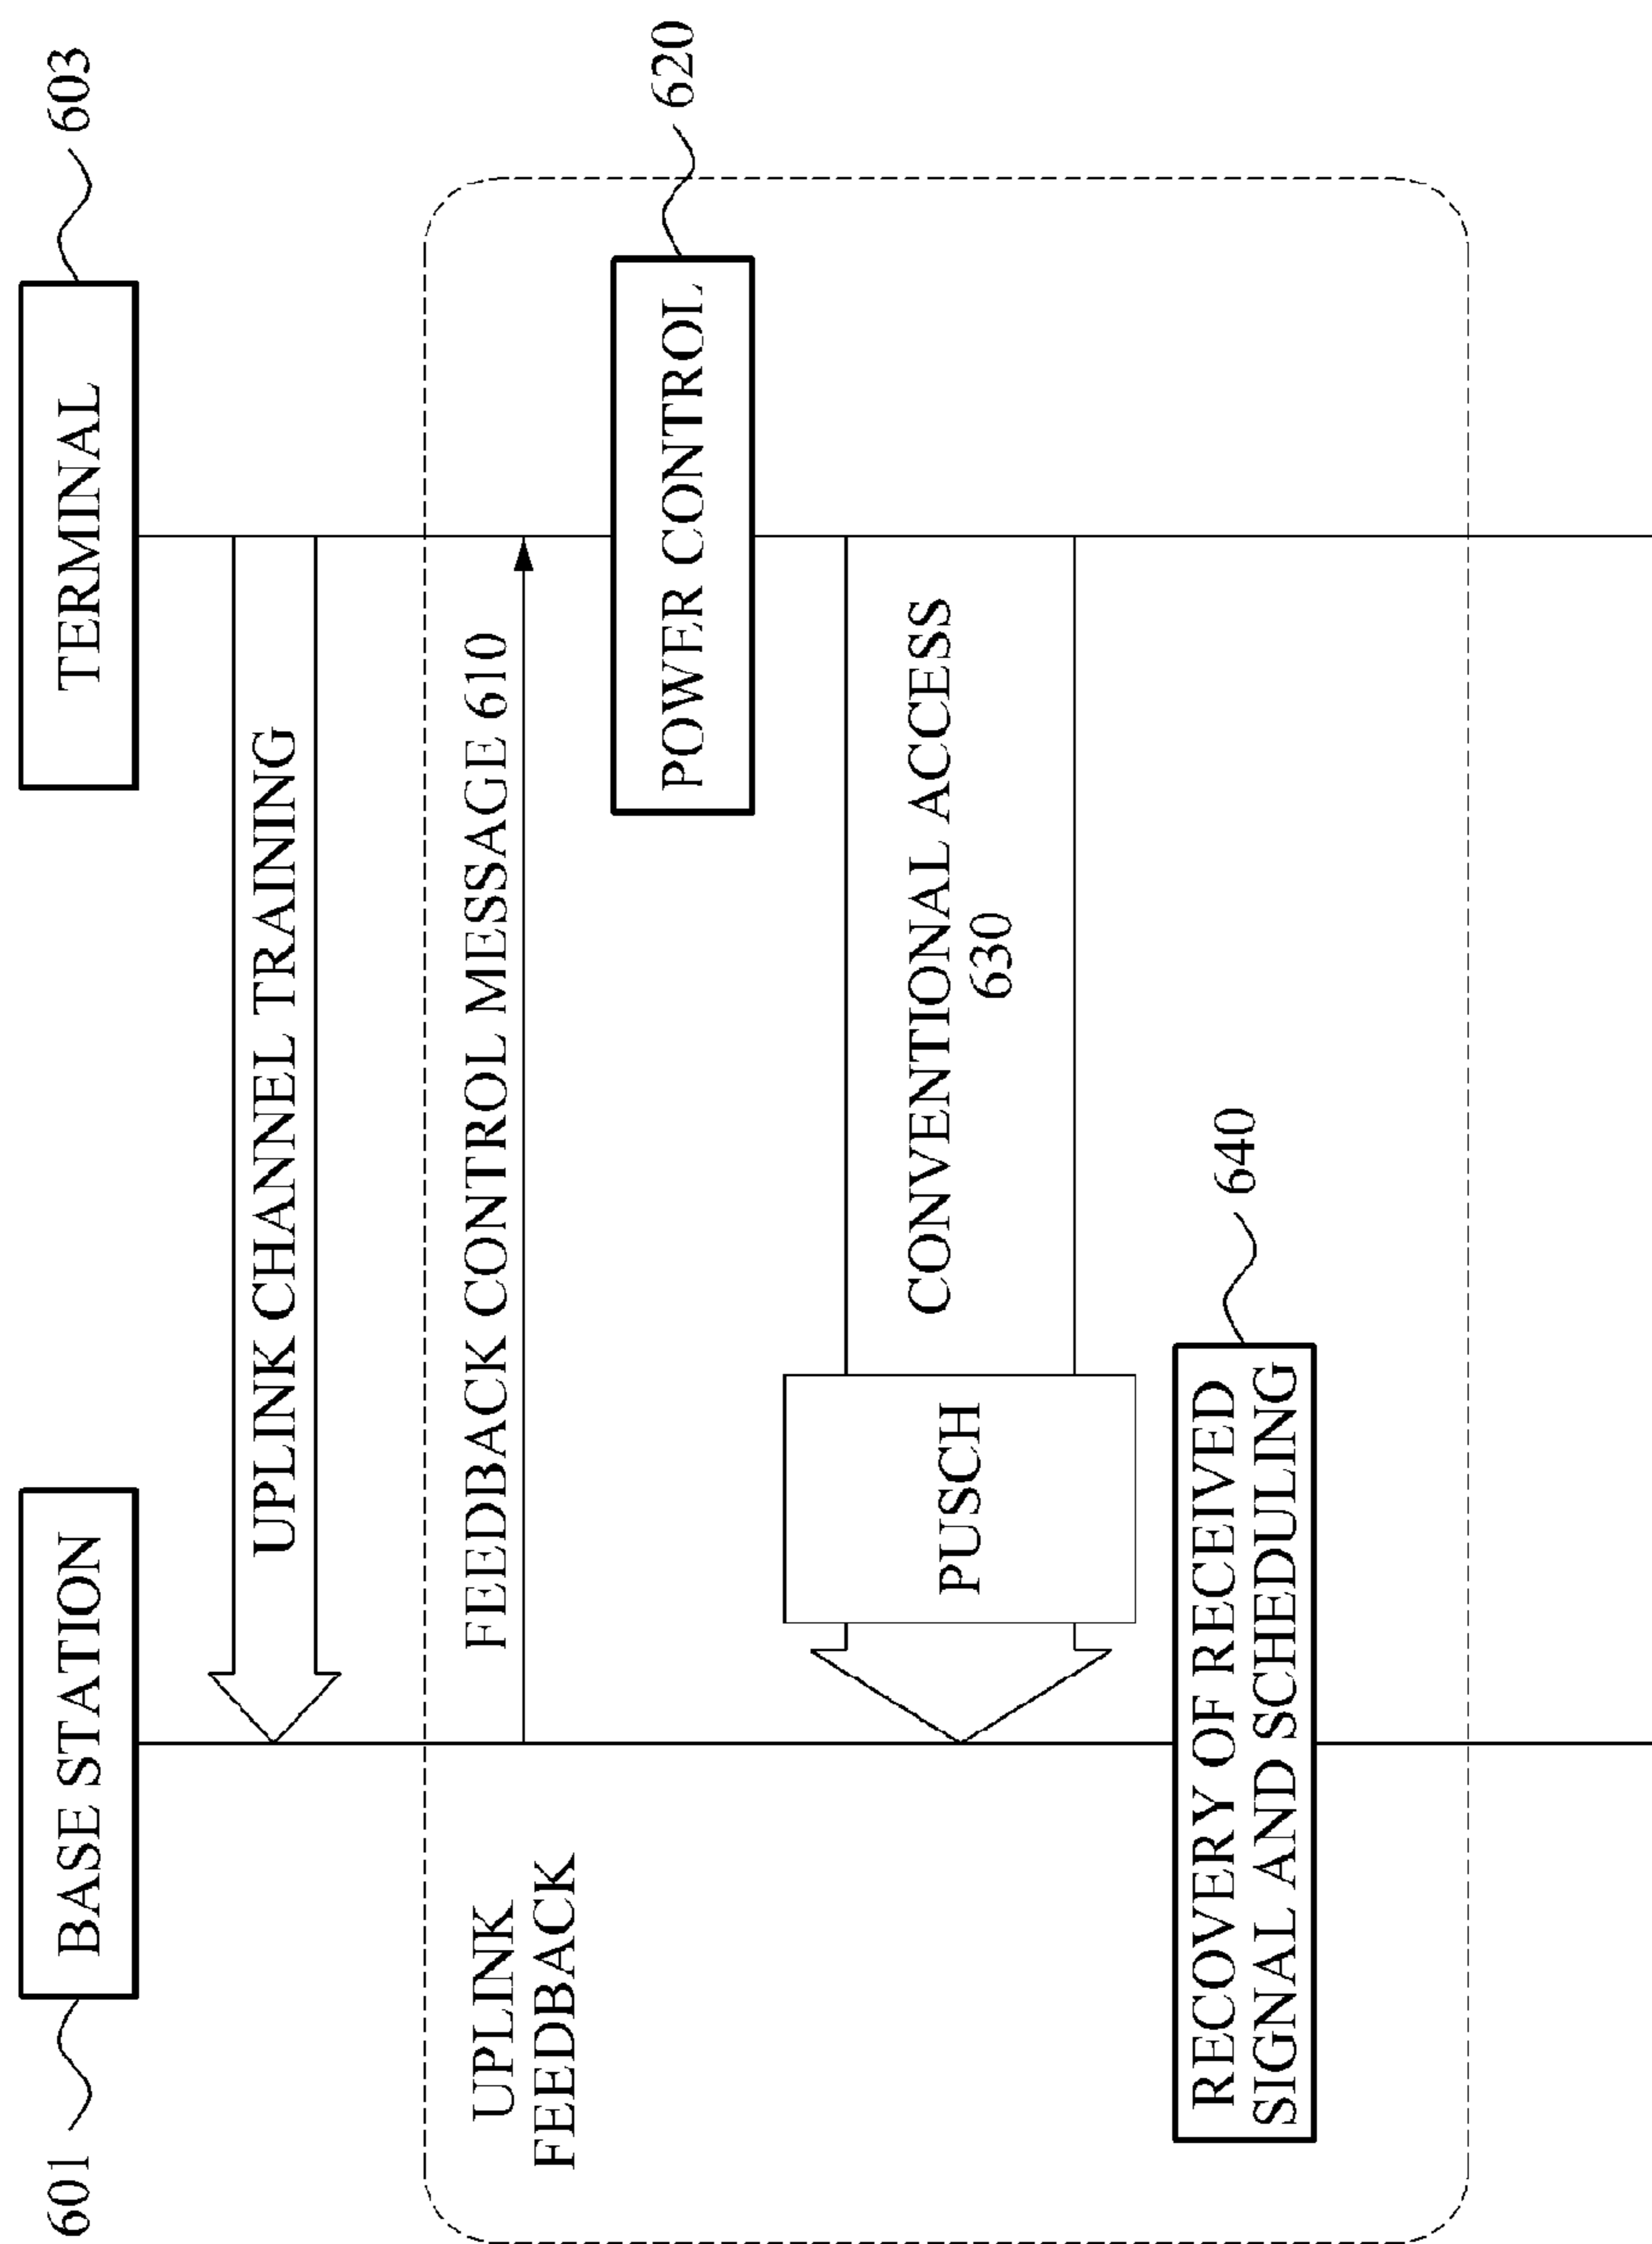 601
BASE STATION
TERMINAL
603
UPLINK CHANNEL TRAINING
UPLINK
FEEDBACK
FEEDBACK CONTROL MESSAGE 610
POWER CONTROL
620
PUSCH
CONVENTIONAL ACCESS
630
RECOVERY OF RECEIVED
SIGNAL AND SCHEDULING
640